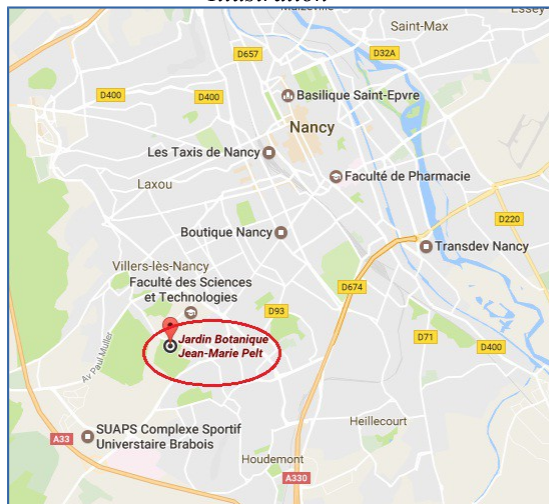 Illustration
Malzéville
Essey
Saint-Max
D657
D32A
D400
D400
Basilique Saint-Epvre
Nancy
Les Taxis de Nancy
Faculté de Pharmacie
Laxou
D220
Boutique Nancy
Transdev Nancy
Villers-lès-Nancy
Faculté des Sciences
et Technologies
D674
D93
Jardin Botanique
Jean-Marie Pelt
D71
D400
Av Paul Muller
Heillecourt
SUAPS Complexe Sportif
Universitaire Brabois
A33
Houdemont
A330